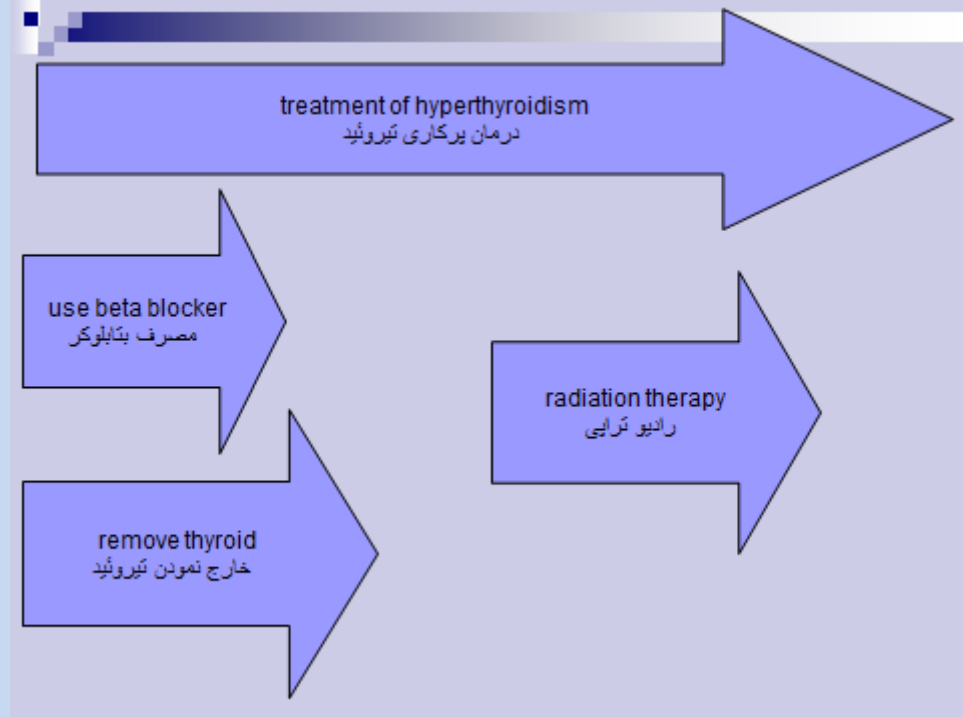 treatment of hyperthyroidism
درمان پرکاری تیروئید
use beta blocker
مصرف بتابلوکر
radiation therapy
رادیو تراپی
remove thyroid
خارج نمودن تیروئید